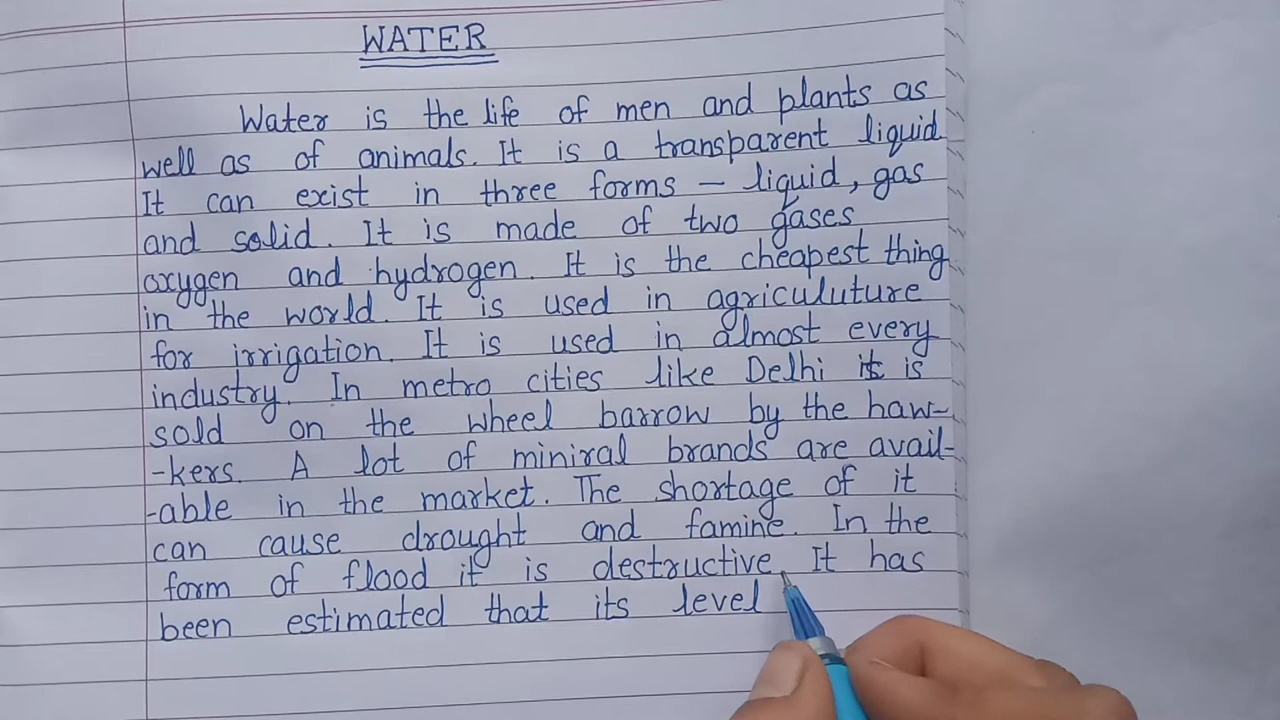 WATER
Water is the life of men and plants as
well as of animals. It is a transparent liquid
It can exist in three forms – liquid, gas
and solid. It is made of two gases
oxygen and hydrogen. It is the cheapest thing
in the world. It is used in agriculuture
for irrigation. It is used in almost every
industry. In metro cities like Delhi it is
sold on the wheel barrow by the haw-
-kers. A lot of miniral brands are avail-
-able in the market. The shortage of it
can cause drought and famine. In the
form of flood it is destructive. It has
been estimated that its level